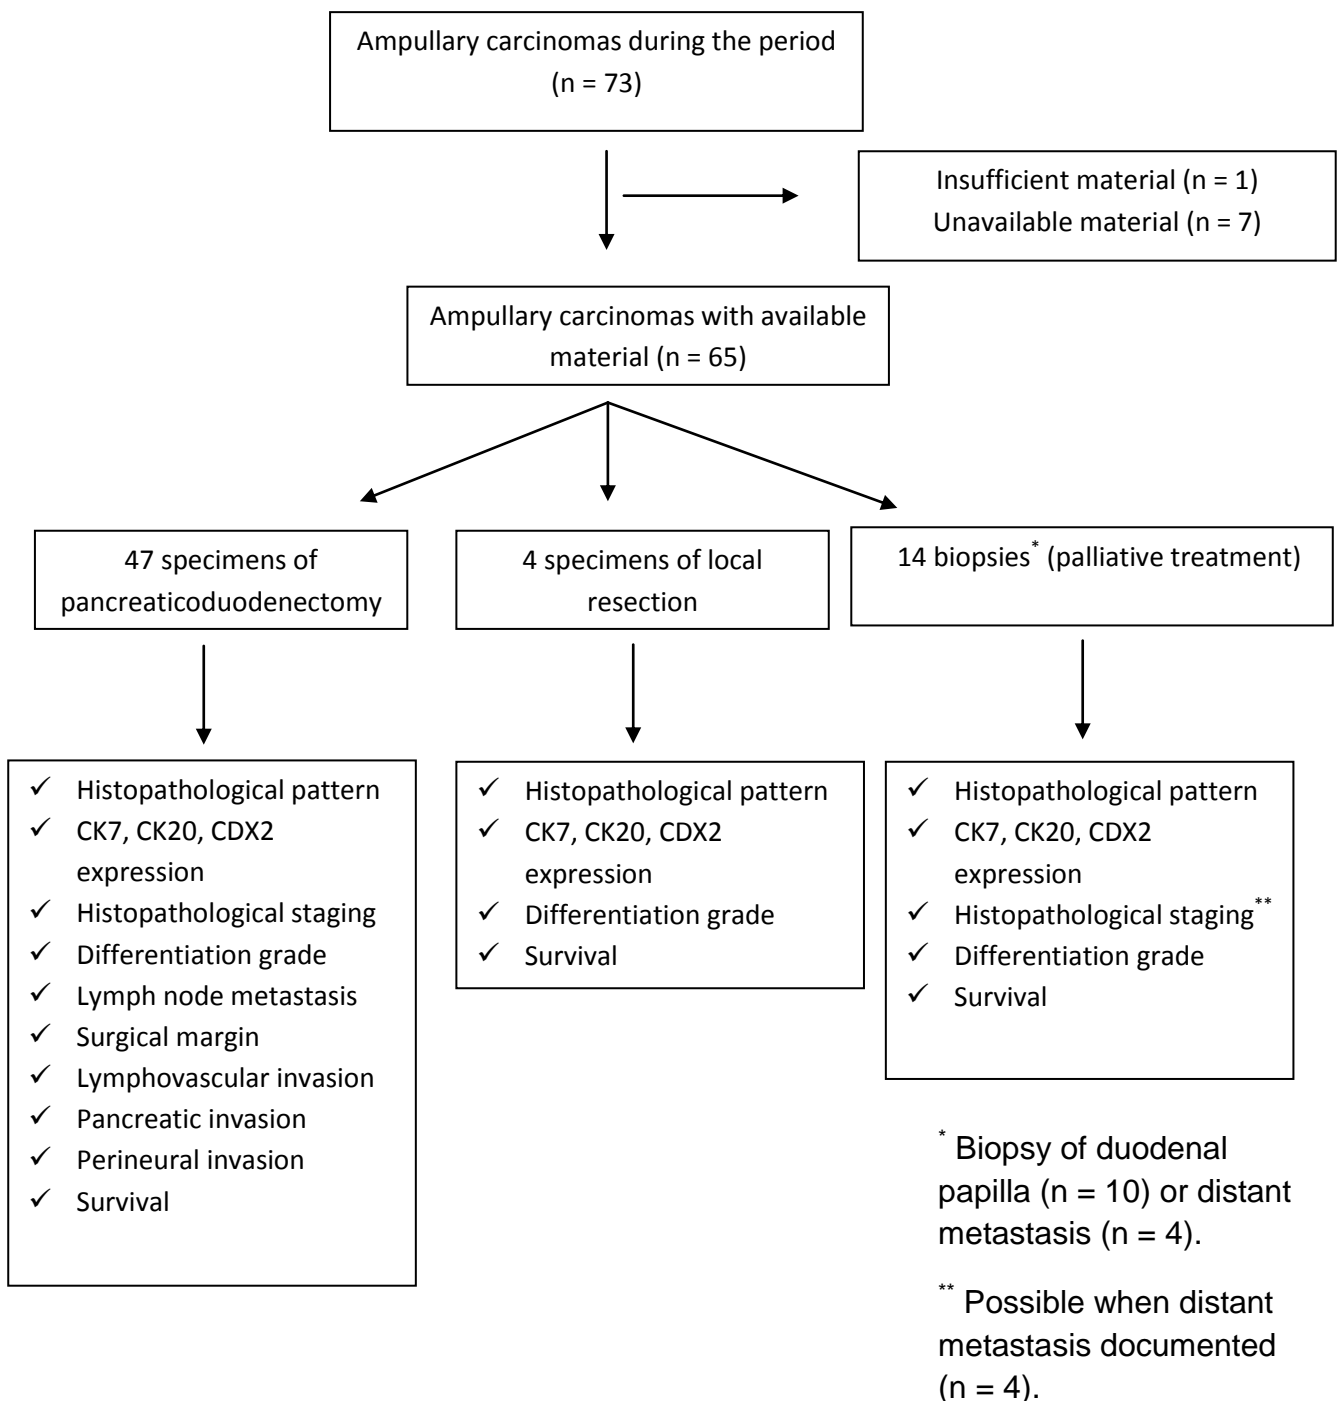 Ampullary carcinomas during the period
(n = 73)
Insufficient material (n = 1)
Unavailable material (n = 7)
Ampullary carcinomas with available
material (n = 65)
47 specimens of
pancreaticoduodenectomy
4 specimens of local
resection
14 biopsies* (palliative treatment)
✓ Histopathological pattern
✓ CK7, CK20, CDX2
expression
✓ Histopathological staging
✓ Differentiation grade
✓ Lymph node metastasis
✓ Surgical margin
✓ Lymphovascular invasion
✓ Pancreatic invasion
✓ Perineural invasion
✓ Survival
✓ Histopathological pattern
✓ CK7, CK20, CDX2
expression
✓ Differentiation grade
✓ Survival
✓ Histopathological pattern
✓ CK7, CK20, CDX2
expression
✓ Histopathological staging**
✓ Differentiation grade
✓ Survival
* Biopsy of duodenal
papilla (n = 10) or distant
metastasis (n = 4).
** Possible when distant
metastasis documented
(n = 4).